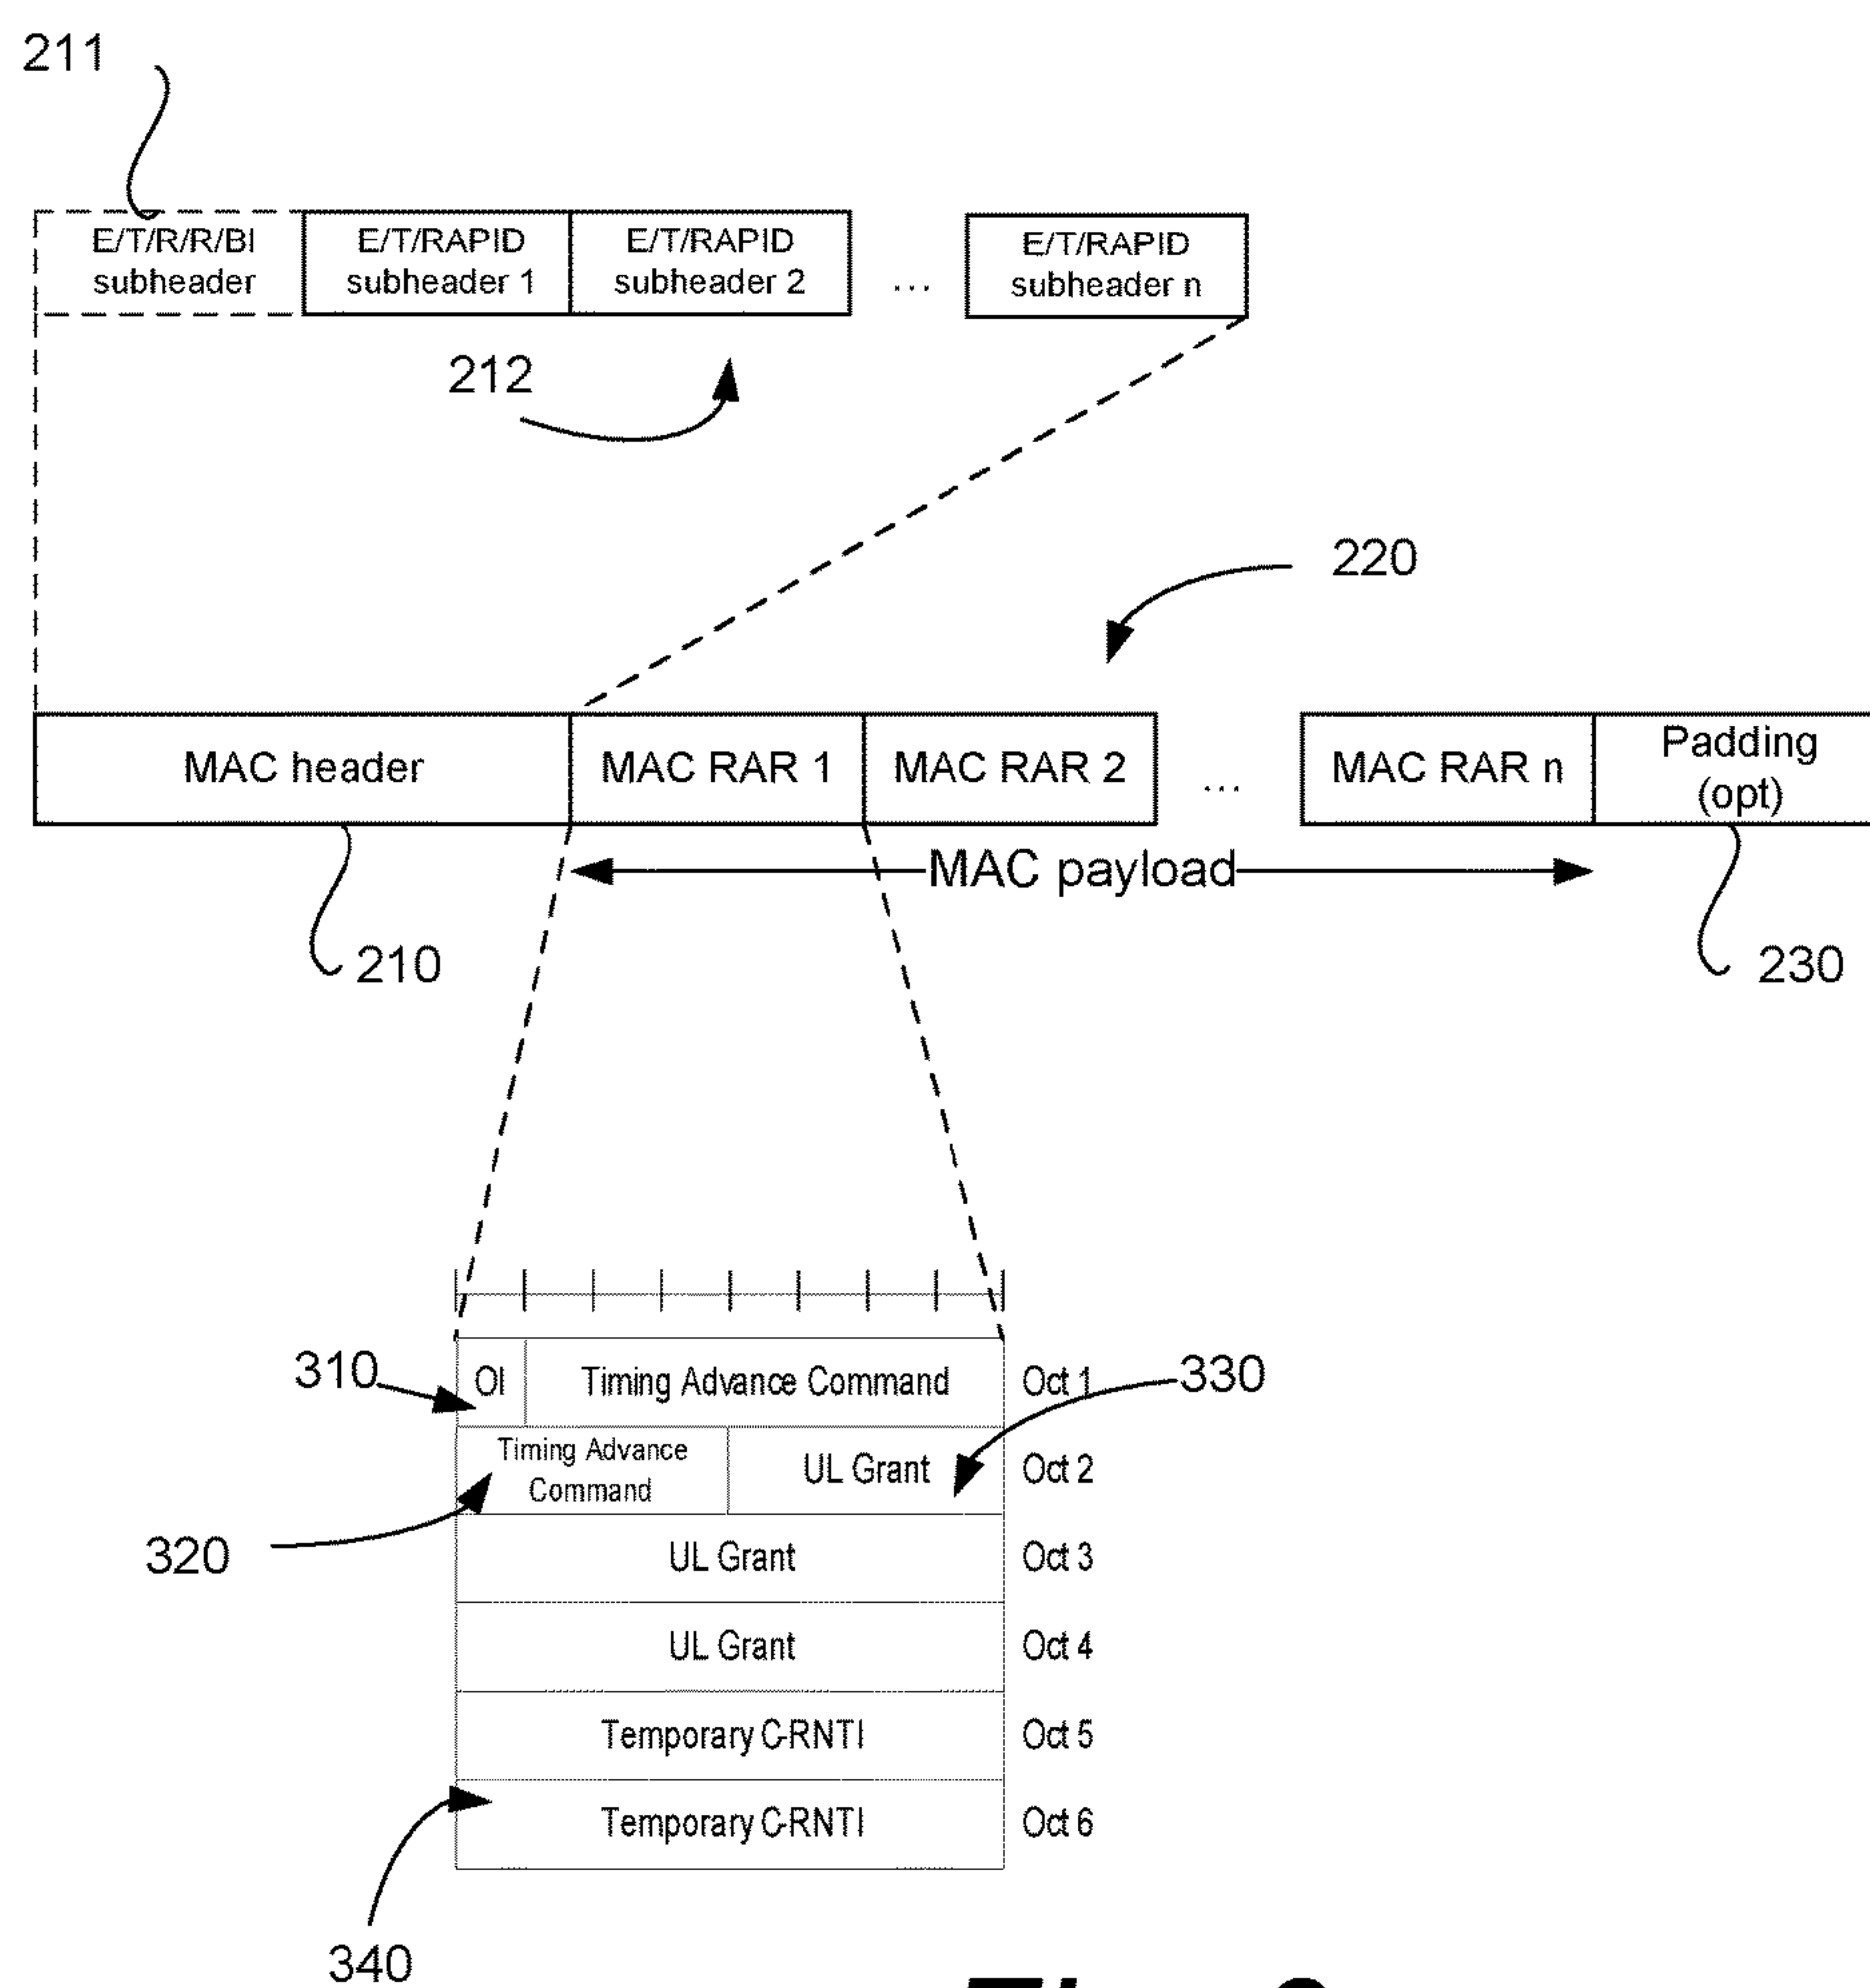 211
E/T/R/R/BI
subheader
E/T/RAPID
subheader 1
E/T/RAPID
subheader 2
...
E/T/RAPID
subheader n
212
220
MAC header
MAC RAR 1
MAC RAR 2
...
MAC RAR n
Padding
(opt)
MAC payload
210
230
310
OI
Timing Advance Command
Oct 1
330
Timing Advance
Command
UL Grant
Oct 2
320
UL Grant
Oct 3
UL Grant
Oct 4
Temporary C-RNTI
Oct 5
Temporary C-RNTI
Oct 6
340